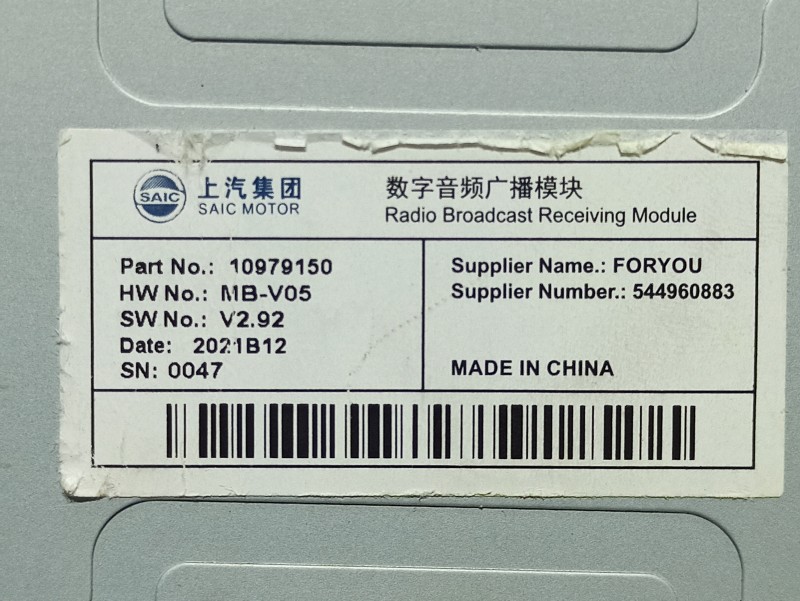 SAIC
上汽集团
SAIC MOTOR
数字音频广播模块
Radio Broadcast Receiving Module
Part No.: 10979150
HW No.: MB-V05
SW No.: V2.92
Date: 2021B12
SN: 0047
Supplier Name.: FORYOU
Supplier Number.: 544960883
MADE IN CHINA